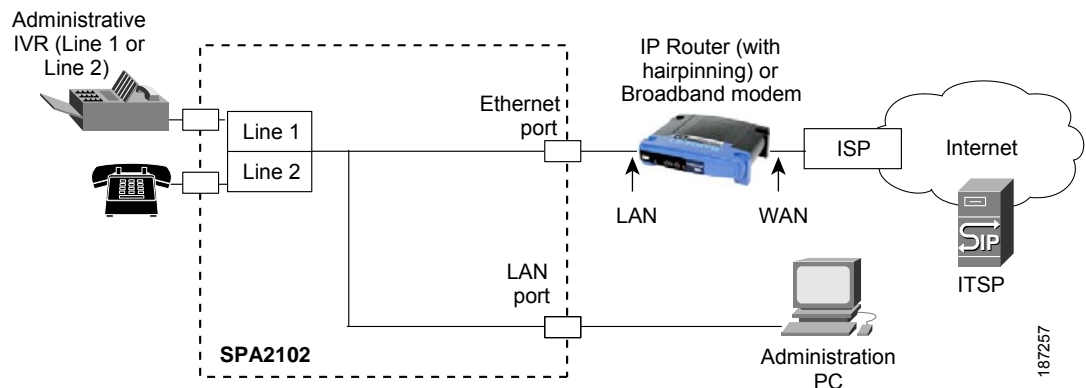 Administrative
IVR (Line 1 or
Line 2)
Line 1
Line 2
Ethernet
port
IP Router (with
hairpinning) or
Broadband modem
LAN
WAN
ISP
Internet
SIP
ITSP
LAN
port
SPA2102
Administration
PC
187257